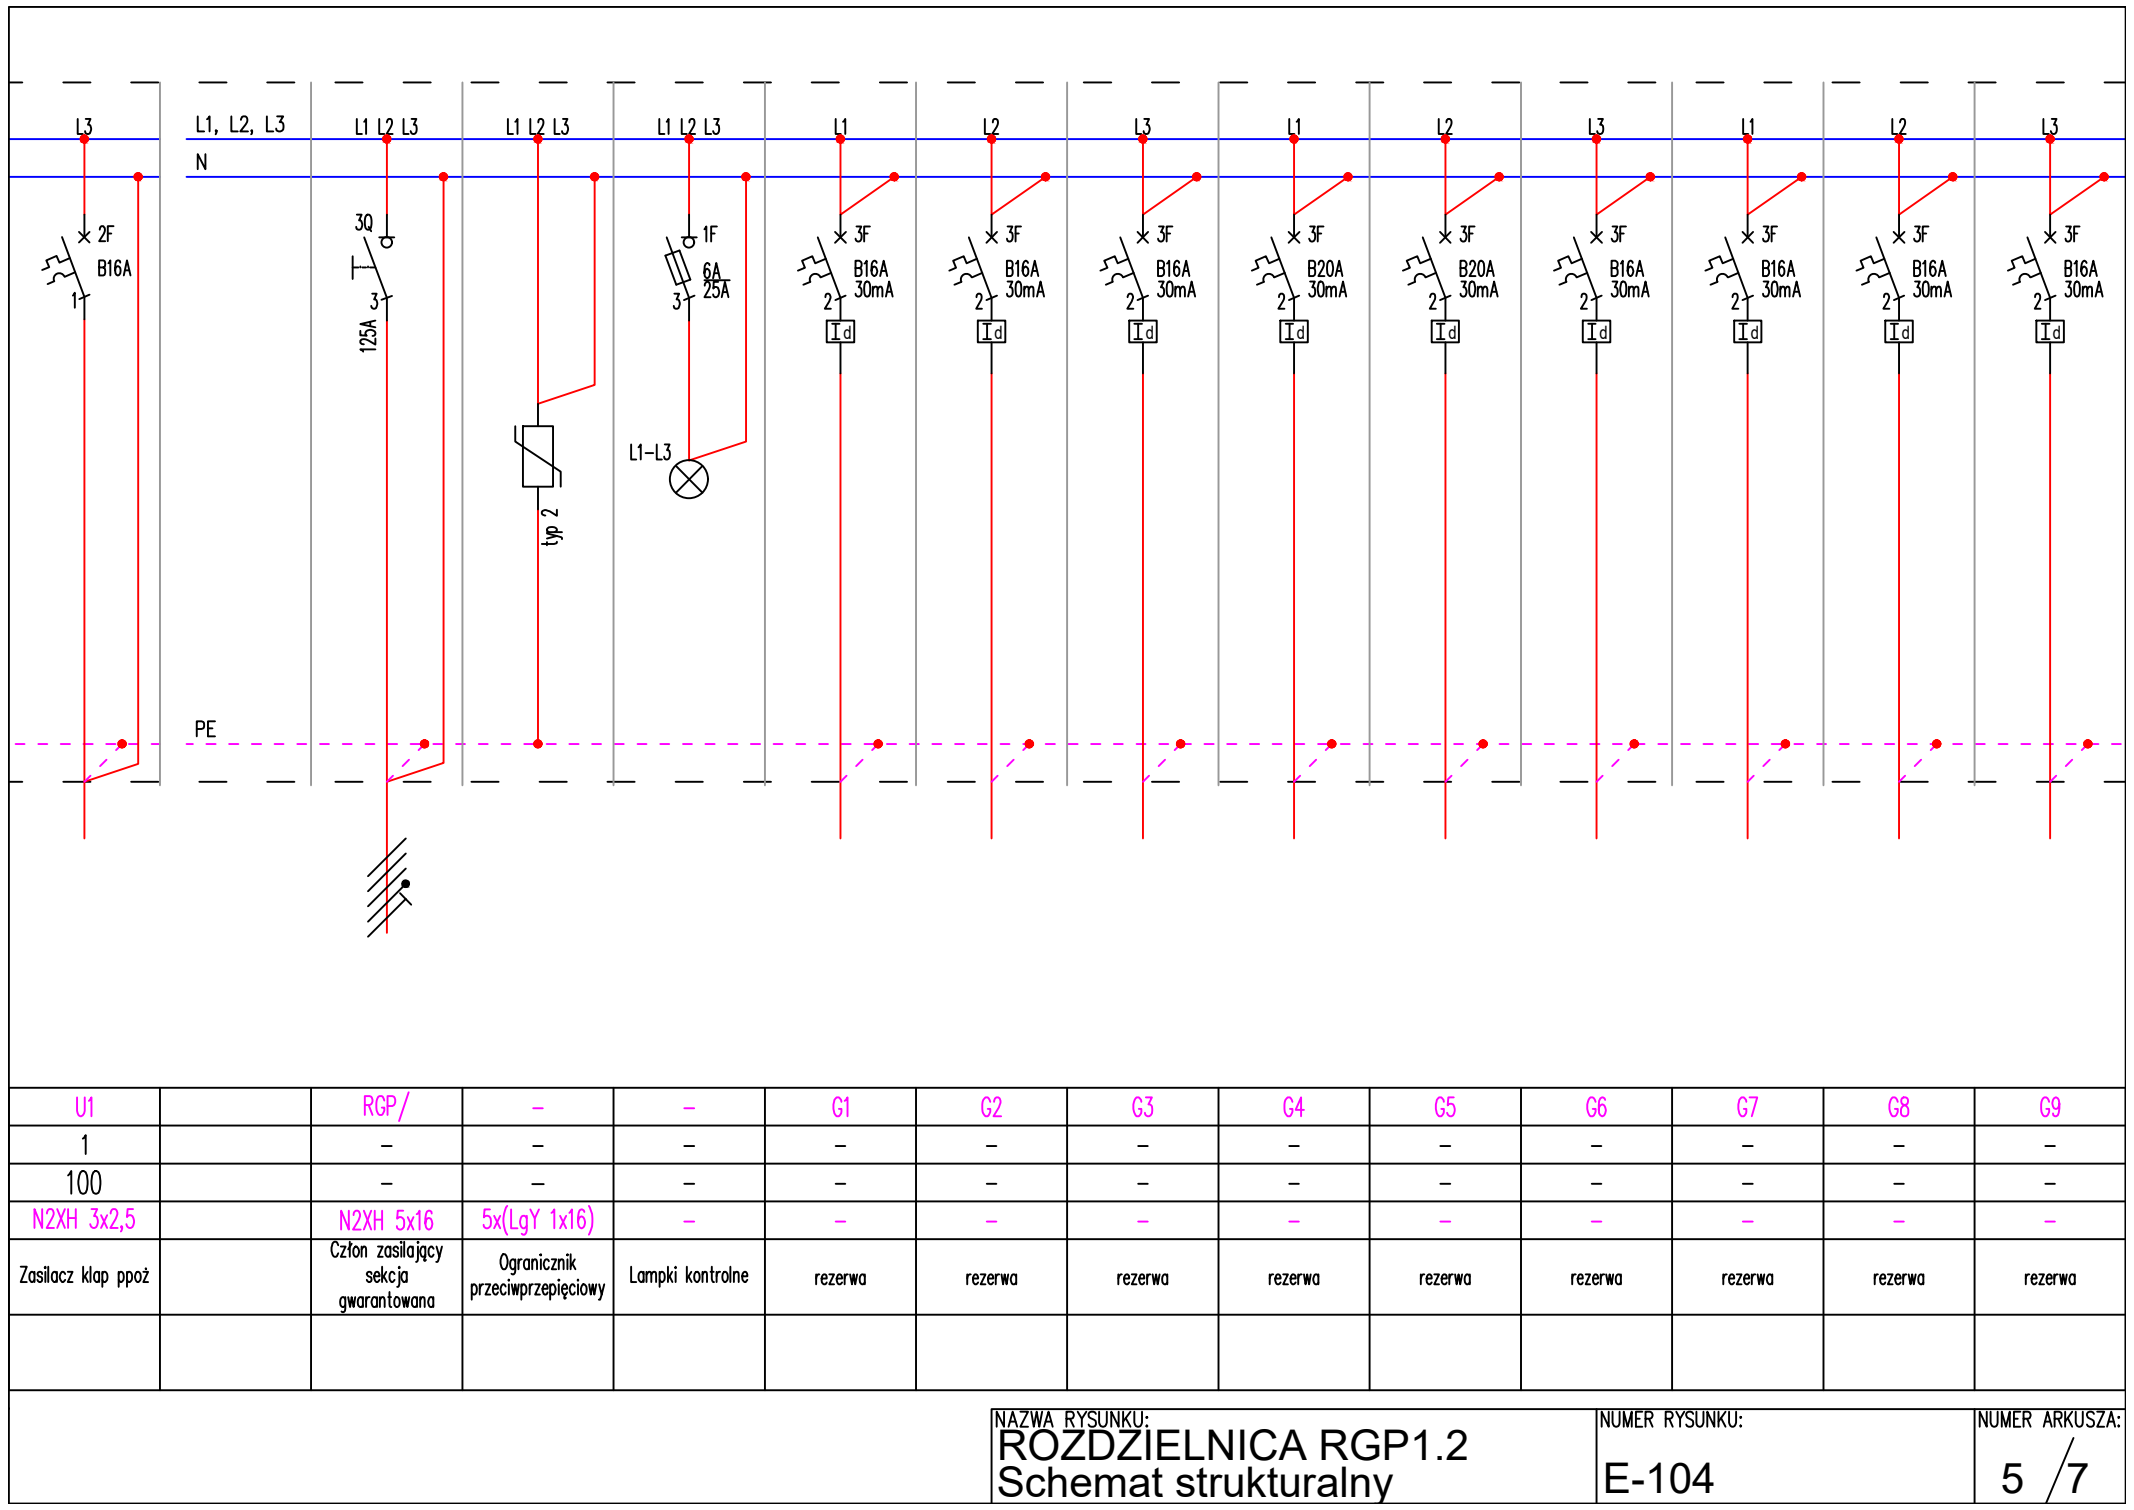 L3
L1, L2, L3
L1 L2 L3
L1 L2 L3
L1 L2 L3
L1
L2
L3
L1
L2
L3
L1
L2
L3
N
2F
B16A
1
3Q
3
125A
typ 2
1F
6A
25A
3
L1-L3
3F
B16A
30mA
2
Id
3F
B16A
30mA
2
Id
3F
B16A
30mA
2
Id
3F
B20A
30mA
2
Id
3F
B20A
30mA
2
Id
3F
B16A
30mA
2
Id
3F
B16A
30mA
2
Id
3F
B16A
30mA
2
Id
3F
B16A
30mA
2
Id
PE
U1 RGP/ - - G1 G2 G3 G4 G5 G6 G7 G8 G9
1 - - - - - - - - - - - -
100 - - - - - - - - - - - -
N2XH 3x2,5 N2XH 5x16 5x(LgY 1x16) - - - - - - - - - -
Zasilacz klap ppoż
Człon zasilający
sekcja
gwarantowana
Ogranicznik
przeciwprzepięciowy
Lampki kontrolne
rezerwa
rezerwa
rezerwa
rezerwa
rezerwa
rezerwa
rezerwa
rezerwa
rezerwa
NAZWA RYSUNKU:
ROZDZIELNICA RGP1.2
Schemat strukturalny
NUMER RYSUNKU:
E-104
NUMER ARKUSZA:
5/7